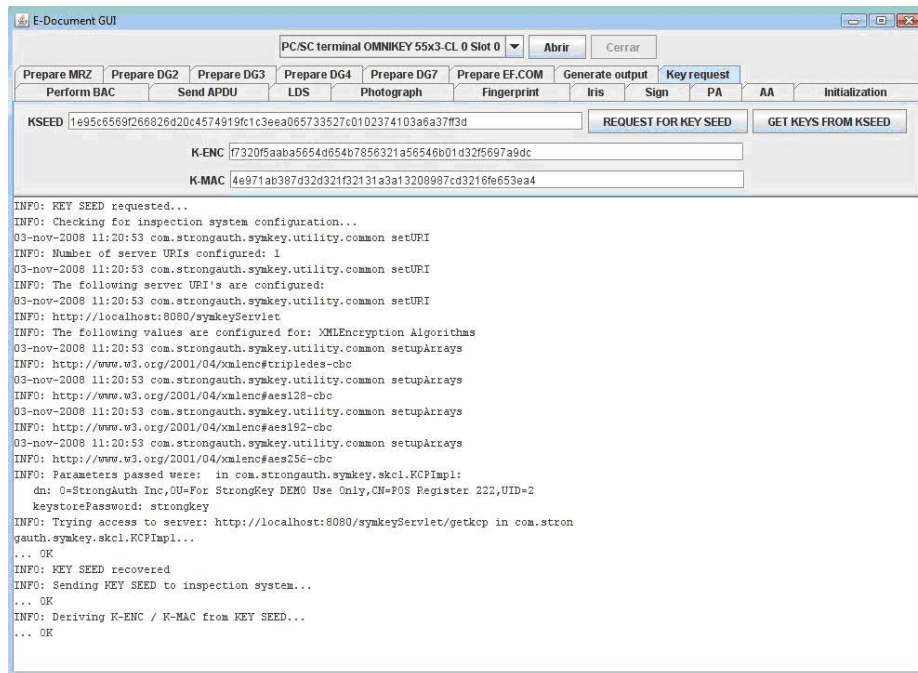 E-Document GUI
PC/SC terminal OMNIKEY 55x3-CL 0 Slot 0 Abrir Cerrar
Prepare MRZ Prepare DG2 Prepare DG3 Prepare DG4 Prepare DG7 Prepare EF.COM Generate output Key request
Perform BAC Send APDU LDS Photograph Fingerprint Iris Sign PA AA Initialization
KSEED 1e95c6569f266826d20c4574919fc1c3eea065733527c0102374103a6a37ff3d REQUEST FOR KEY SEED GET KEYS FROM KSEED
K-ENC f7320f5aaba5654d654b7856321a56546b01d32f5697a9dc
K-MAC 4e971ab387d32d321f32131a3a13208987cd3216fe653ea4
INFO: KEY SEED requested...
INFO: Checking for inspection system configuration...
03-nov-2008 11:20:53 com.strongauth.symkey.utility.common setURI
INFO: Number of server URIs configured: 1
03-nov-2008 11:20:53 com.strongauth.symkey.utility.common setURI
INFO: The following server URI's are configured:
03-nov-2008 11:20:53 com.strongauth.symkey.utility.common setURI
INFO: http://localhost:8080/symkeyServlet
INFO: The following values are configured for: XMLEncryption Algorithms
03-nov-2008 11:20:53 com.strongauth.symkey.utility.common setupArrays
INFO: http://www.w3.org/2001/04/xmlenc#tripledes-cbc
03-nov-2008 11:20:53 com.strongauth.symkey.utility.common setupArrays
INFO: http://www.w3.org/2001/04/xmlenc#aes128-cbc
03-nov-2008 11:20:53 com.strongauth.symkey.utility.common setupArrays
INFO: http://www.w3.org/2001/04/xmlenc#aes192-cbc
03-nov-2008 11:20:53 com.strongauth.symkey.utility.common setupArrays
INFO: http://www.w3.org/2001/04/xmlenc#aes256-cbc
INFO: Parameters passed were:  in com.strongauth.symkey.skcl.KCPImpl:
dn: O=StrongAuth Inc,OU=For StrongKey DEMO Use Only,CN=POS Register 222,UID=2
keystorePassword: strongkey
INFO: Trying access to server: http://localhost:8080/symkeyServlet/getkcp in com.stron
gauth.symkey.skcl.KCPImpl...
... OK
INFO: KEY SEED recovered
INFO: Sending KEY SEED to inspection system...
... OK
INFO: Deriving K-ENC / K-MAC from KEY SEED...
... OK